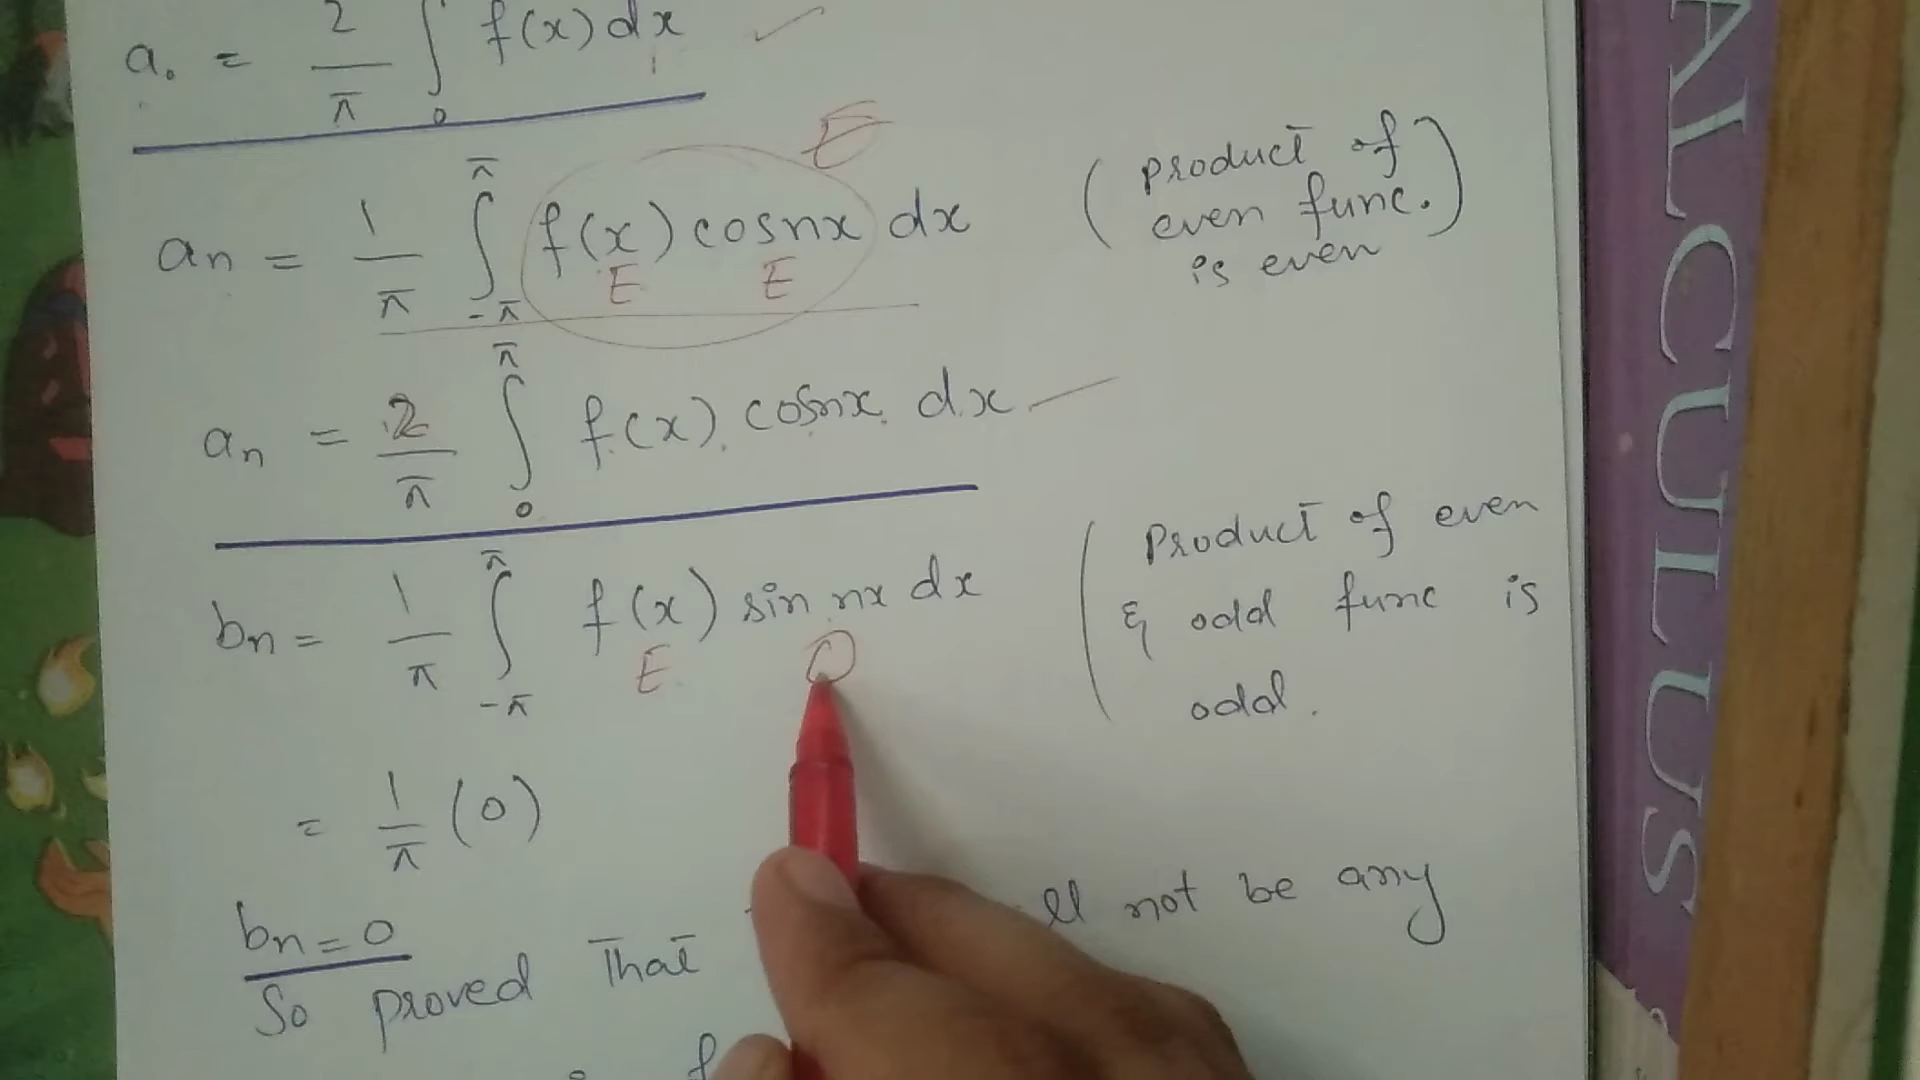 a₀ = 2/π ∫₀ f(x) dx
E
aₙ = 1/π ∫_{-π}^{π} f(x) cosnx dx
E E
(product of even func. is even)
aₙ = 2/π ∫₀^{π} f(x) cosnx dx
bₙ = 1/π ∫_{-π}^{π} f(x) sin nx dx
E O
(Product of even
& odd func is
odd.
= 1/π (0)
bₙ = 0
So proved That ll not be any
ALCULUS